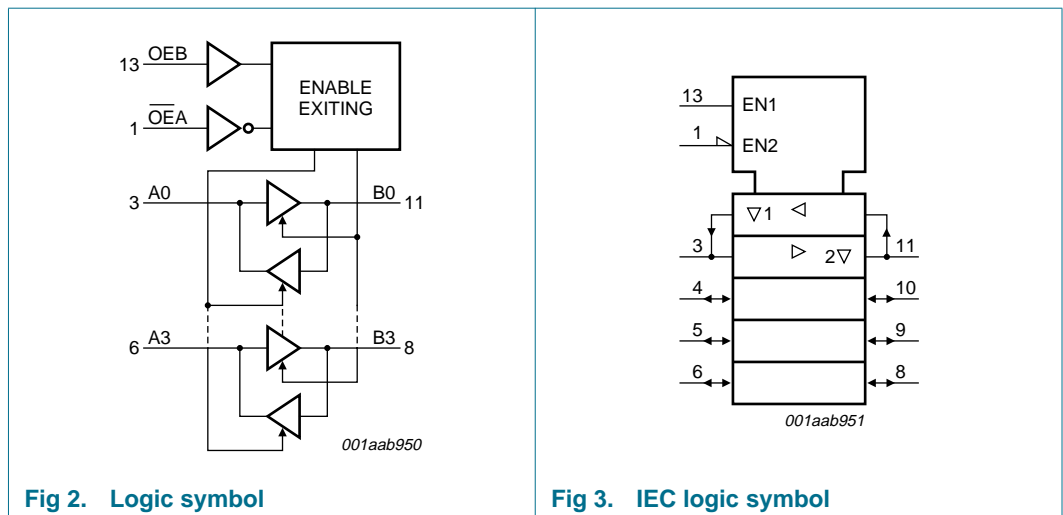 13 OEB
ENABLE
EXITING
1 O̅E̅A
3 A0 B0 11
6 A3 B3 8
001aab950
Fig 2. Logic symbol
13 EN1
1 EN2
▽1 ◁
3 ▷ 2▽ 11
4 10
5 9
6 8
001aab951
Fig 3. IEC logic symbol